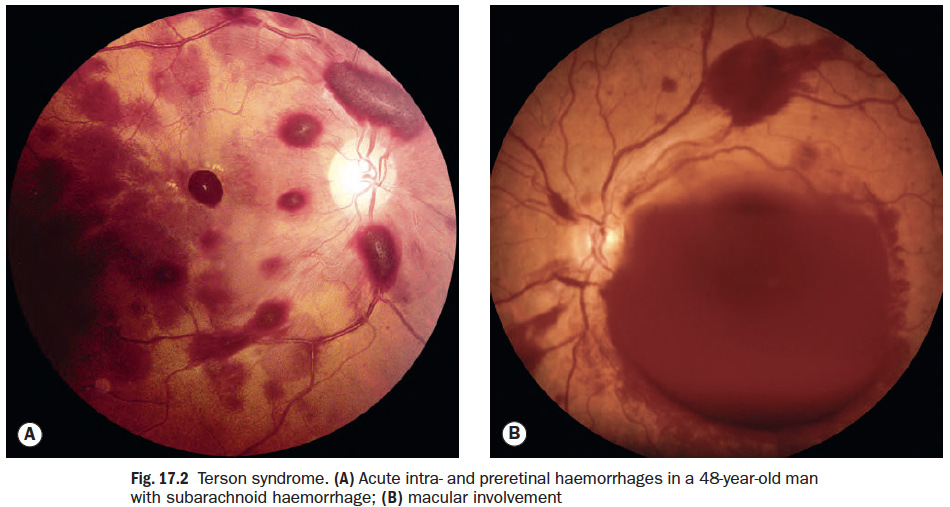 A
B
Fig. 17.2 Terson syndrome. (A) Acute intra- and preretinal haemorrhages in a 48-year-old man
with subarachnoid haemorrhage; (B) macular involvement